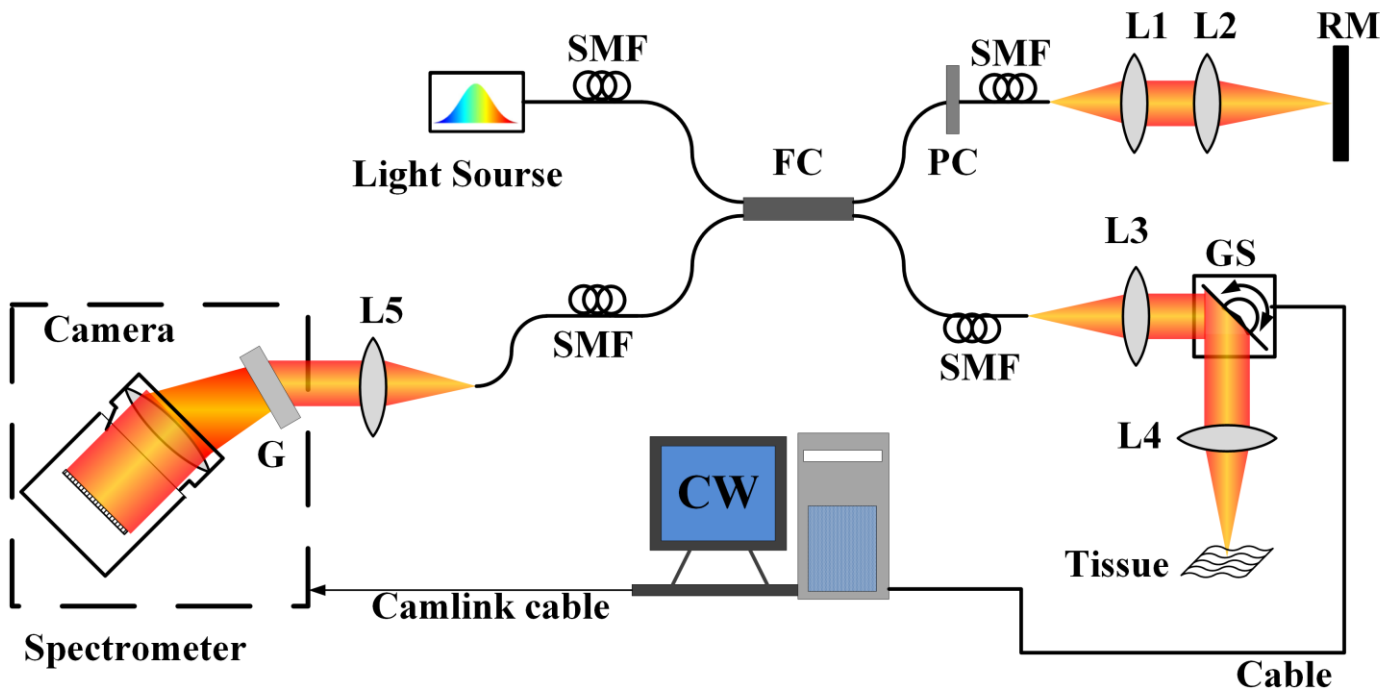 SMF
SMF
L1
L2
RM
Light Sourse
FC
PC
L3
GS
L5
SMF
SMF
Camera
G
L4
CW
Tissue
Camlink cable
Spectrometer
Cable